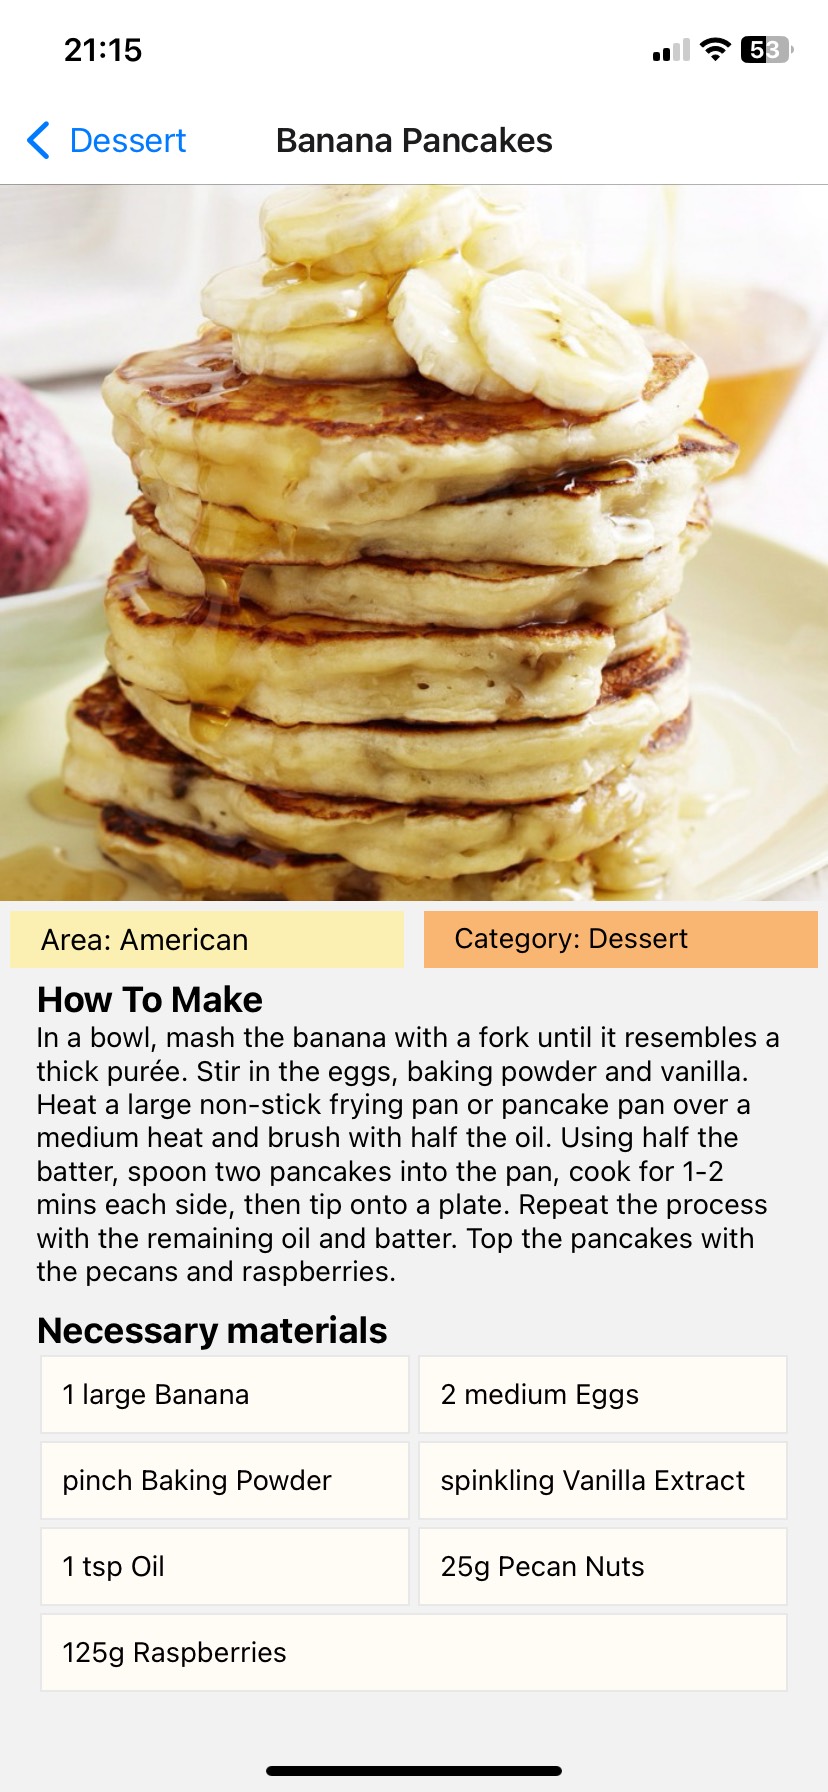 21:15
53
Dessert
Banana Pancakes
Area: American
Category: Dessert
How To Make
In a bowl, mash the banana with a fork until it resembles a
thick purée. Stir in the eggs, baking powder and vanilla.
Heat a large non-stick frying pan or pancake pan over a
medium heat and brush with half the oil. Using half the
batter, spoon two pancakes into the pan, cook for 1-2
mins each side, then tip onto a plate. Repeat the process
with the remaining oil and batter. Top the pancakes with
the pecans and raspberries.
Necessary materials
1 large Banana
2 medium Eggs
pinch Baking Powder
spinkling Vanilla Extract
1 tsp Oil
25g Pecan Nuts
125g Raspberries